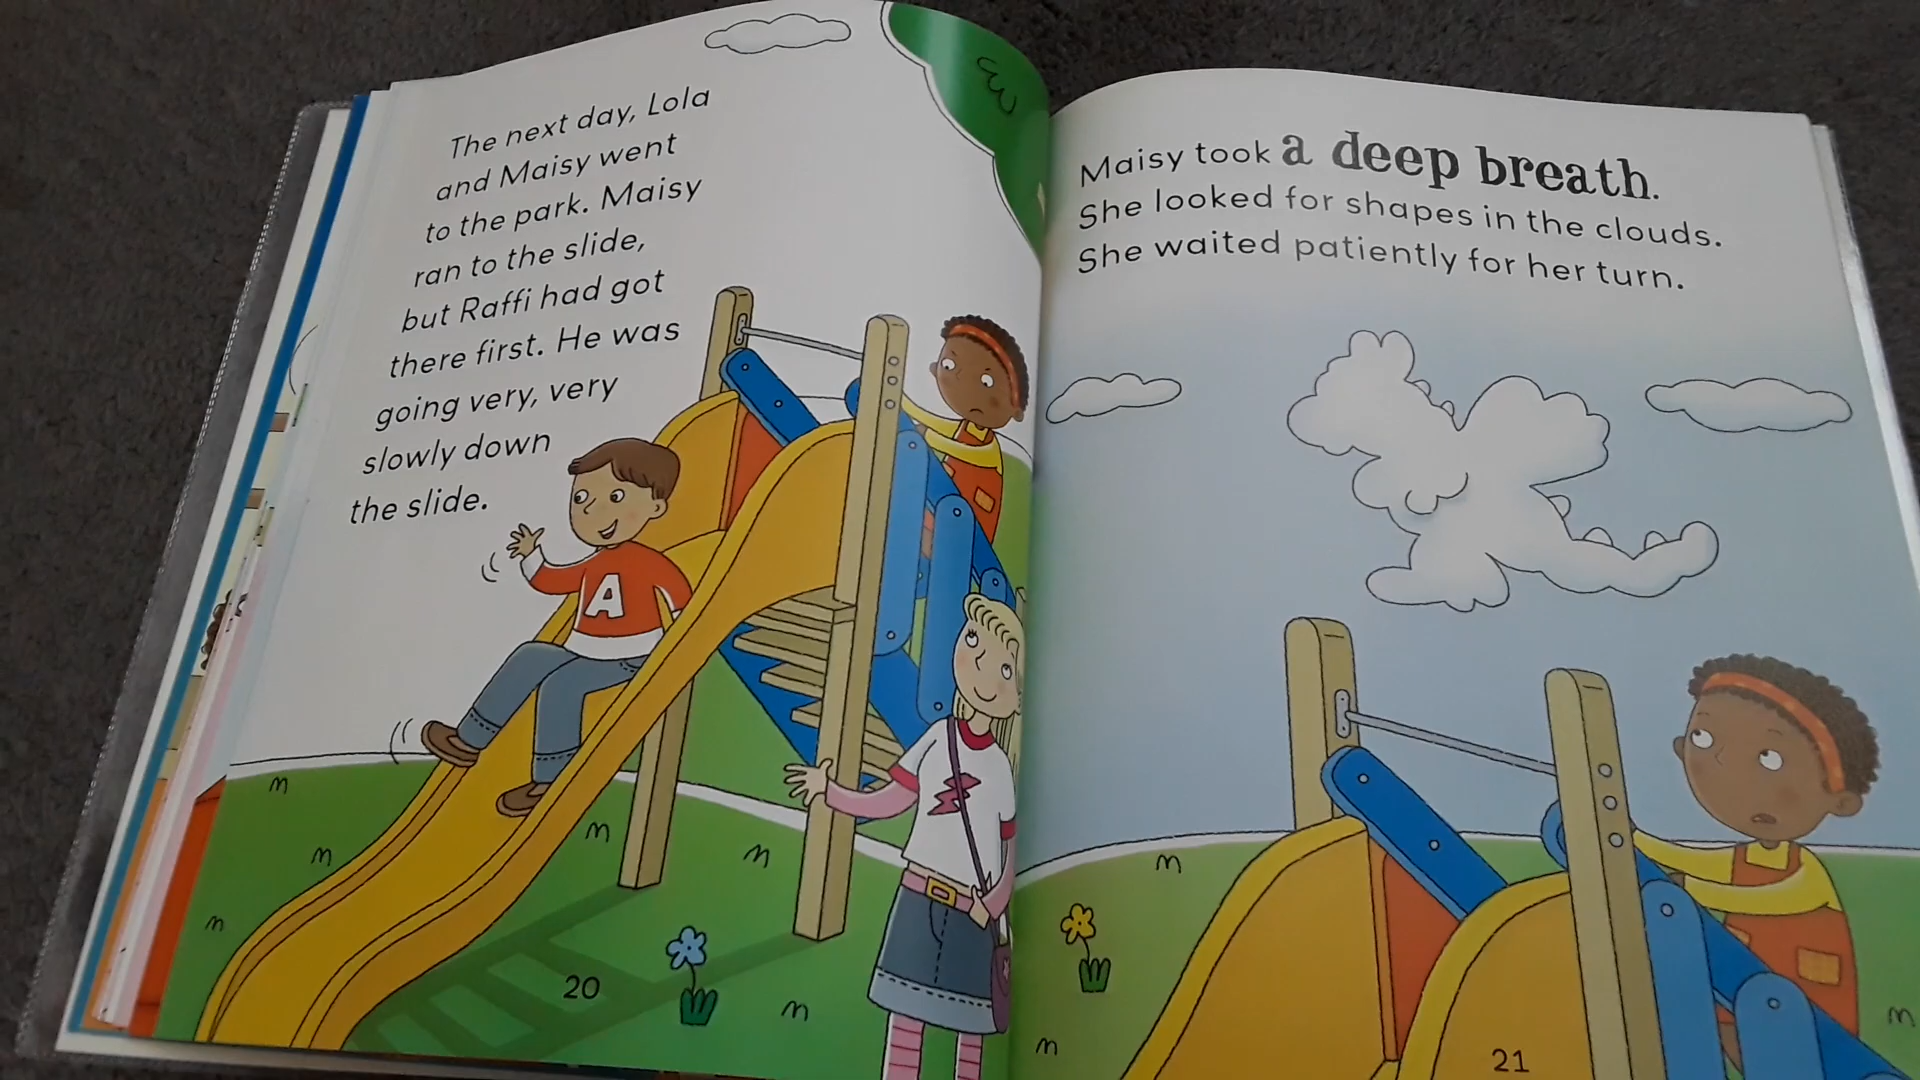 The next day, Lola
and Maisy went
to the park. Maisy
ran to the slide,
but Raffi had got
there first. He was
going very, very
slowly down
the slide.
A
20
Maisy took a deep breath.
She looked for shapes in the clouds.
She waited patiently for her turn.
21